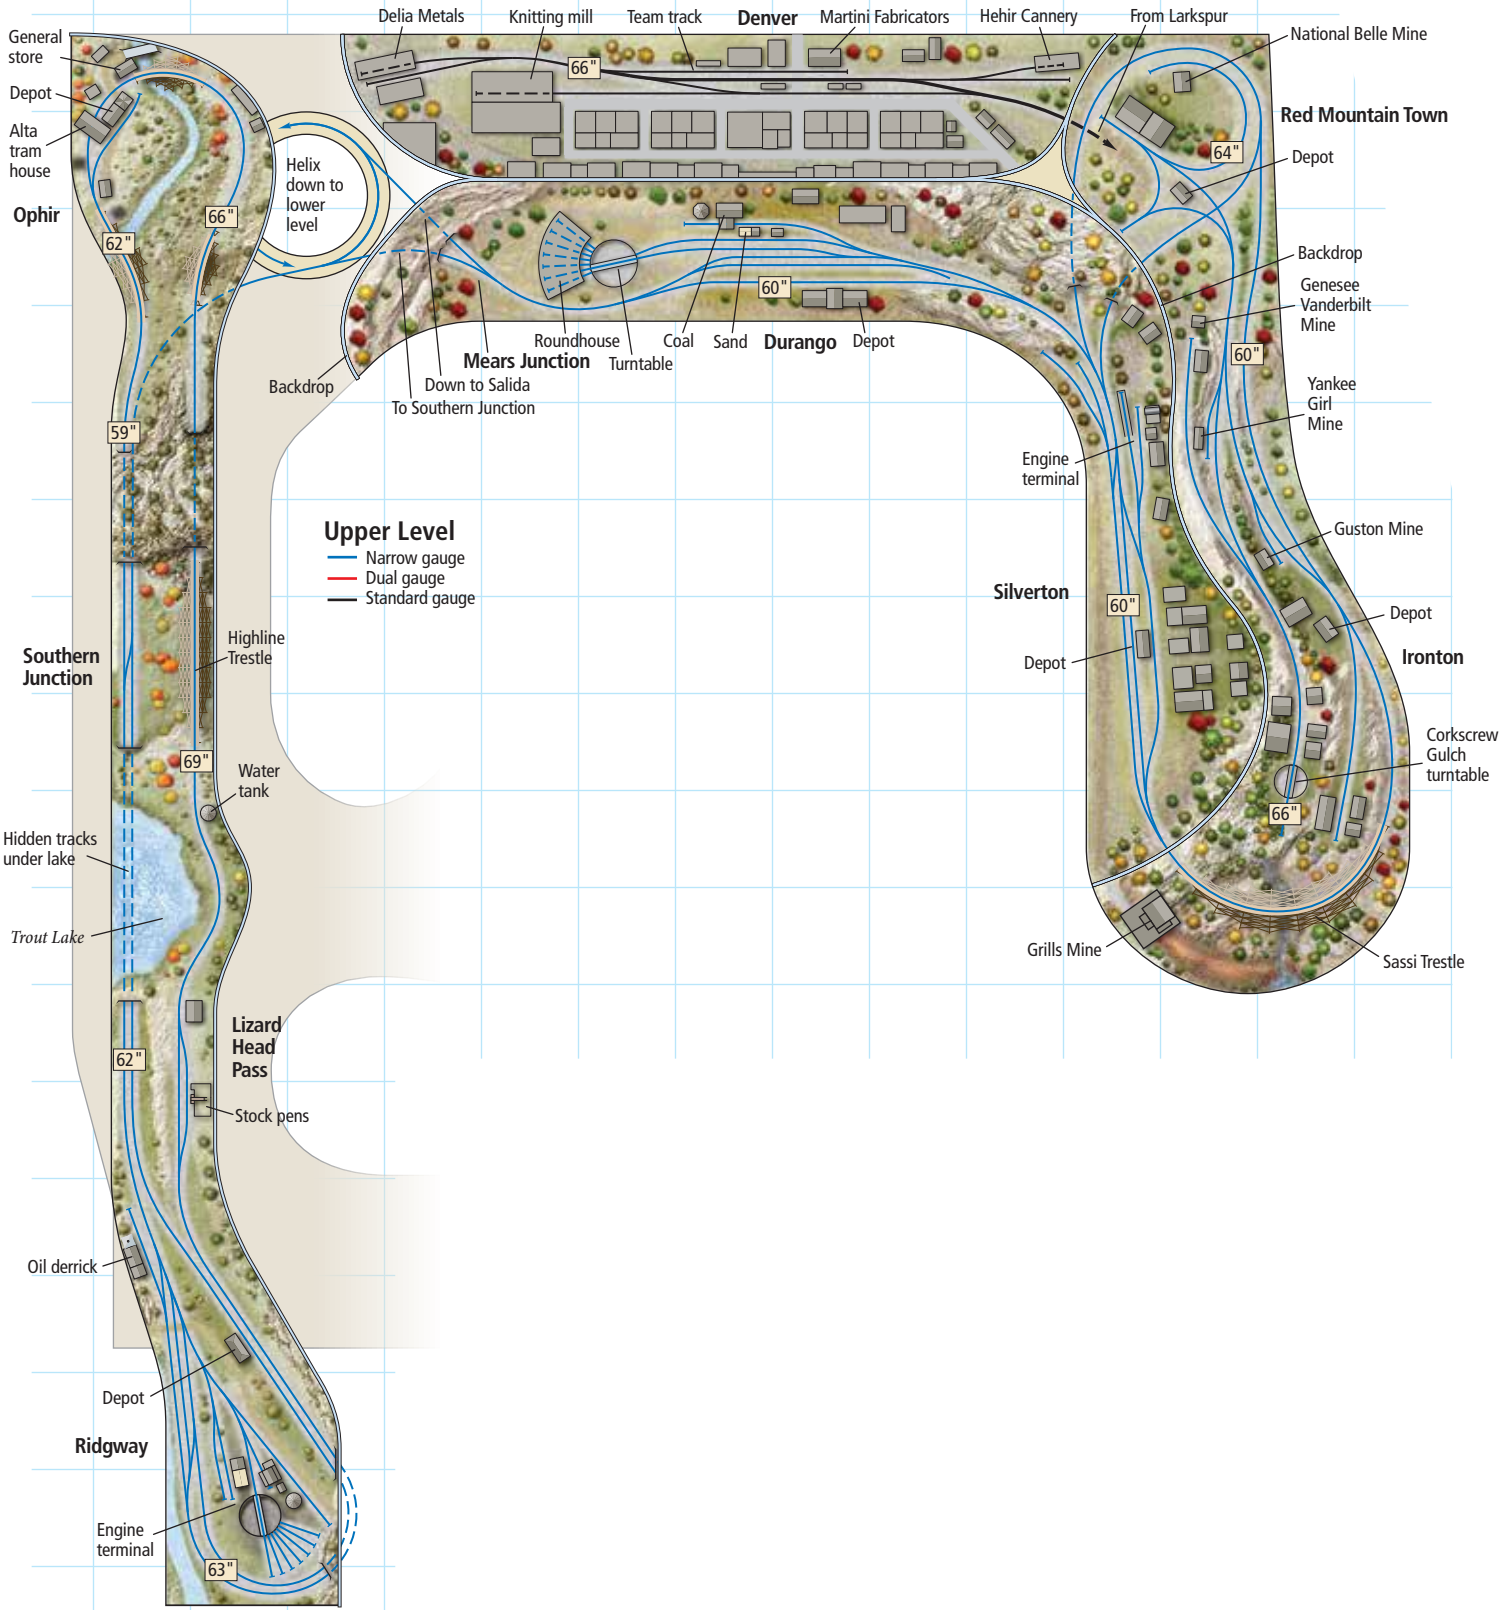 Delia Metals
Knitting mill
Team track
Denver
Martini Fabricators
Hehir Cannery
From Larkspur
National Belle Mine
General
store
Depot
Alta
tram
house
Ophir
66"
Red Mountain Town
64"
Depot
Helix
down to
lower
level
66"
62"
Backdrop
Genesee
Vanderbilt
Mine
60"
Roundhouse
Coal
Sand
Durango
Depot
Mears Junction
Turntable
Down to Salida
To Southern Junction
Backdrop
60"
Yankee
Girl
Mine
59"
Engine
terminal
Upper Level
Narrow gauge
Dual gauge
Standard gauge
Guston Mine
Silverton
60"
Depot
Depot
Ironton
Highline
Trestle
Southern
Junction
69"
Water
tank
Corkscrew
Gulch
turntable
66"
Hidden tracks
under lake
Trout Lake
Grills Mine
Sassi Trestle
Lizard
Head
Pass
62"
Stock pens
Oil derrick
Depot
Ridgway
Engine
terminal
63"